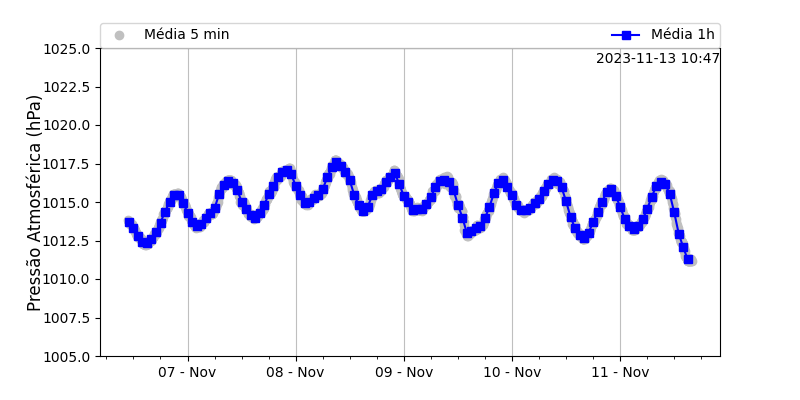 Média 5 min
Média 1h
2023-11-13 10:47
Pressão Atmosférica (hPa)
1025.0
1022.5
1020.0
1017.5
1015.0
1012.5
1010.0
1007.5
1005.0
07 - Nov
08 - Nov
09 - Nov
10 - Nov
11 - Nov